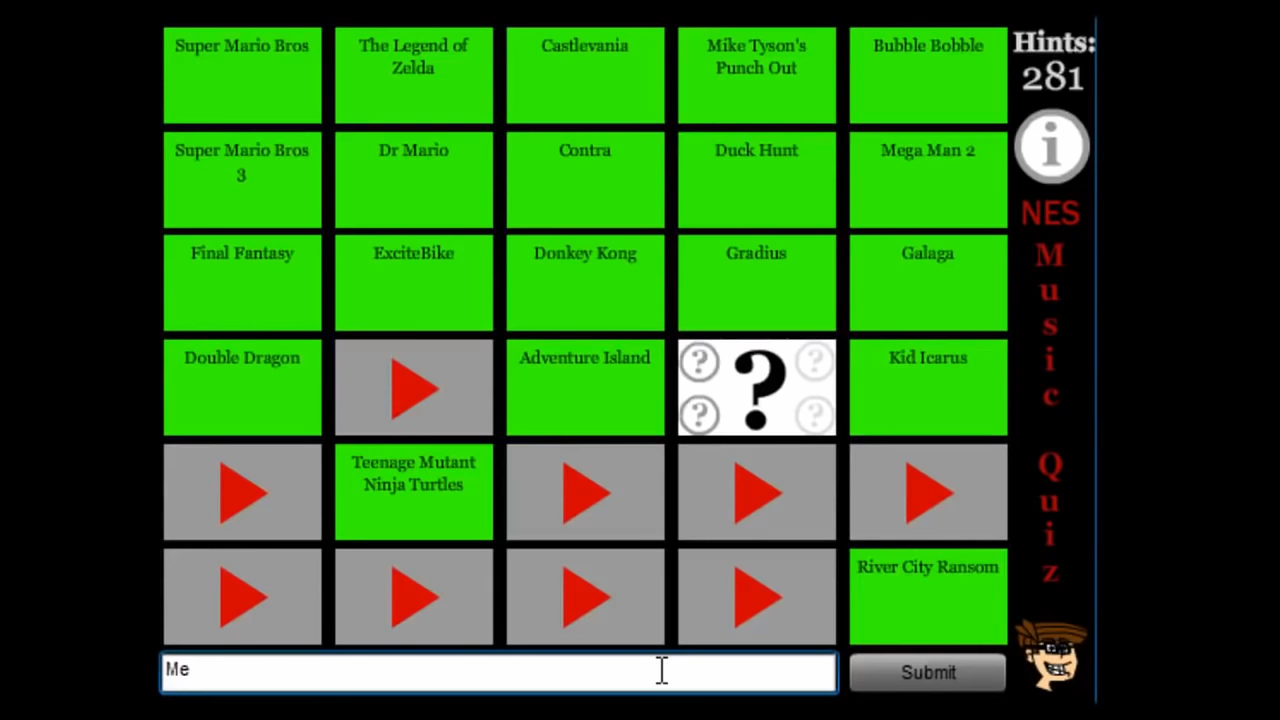 Super Mario Bros
The Legend of
Zelda
Castlevania
Mike Tyson's
Punch Out
Bubble Bobble
Hints:
281
i
Super Mario Bros
3
Dr Mario
Contra
Duck Hunt
Mega Man 2
NES
M
u
s
i
c
Q
u
i
z
Final Fantasy
ExciteBike
Donkey Kong
Gradius
Galaga
Double Dragon
Adventure Island
? ? ? ? ?
Kid Icarus
Teenage Mutant
Ninja Turtles
River City Ransom
Me
Submit